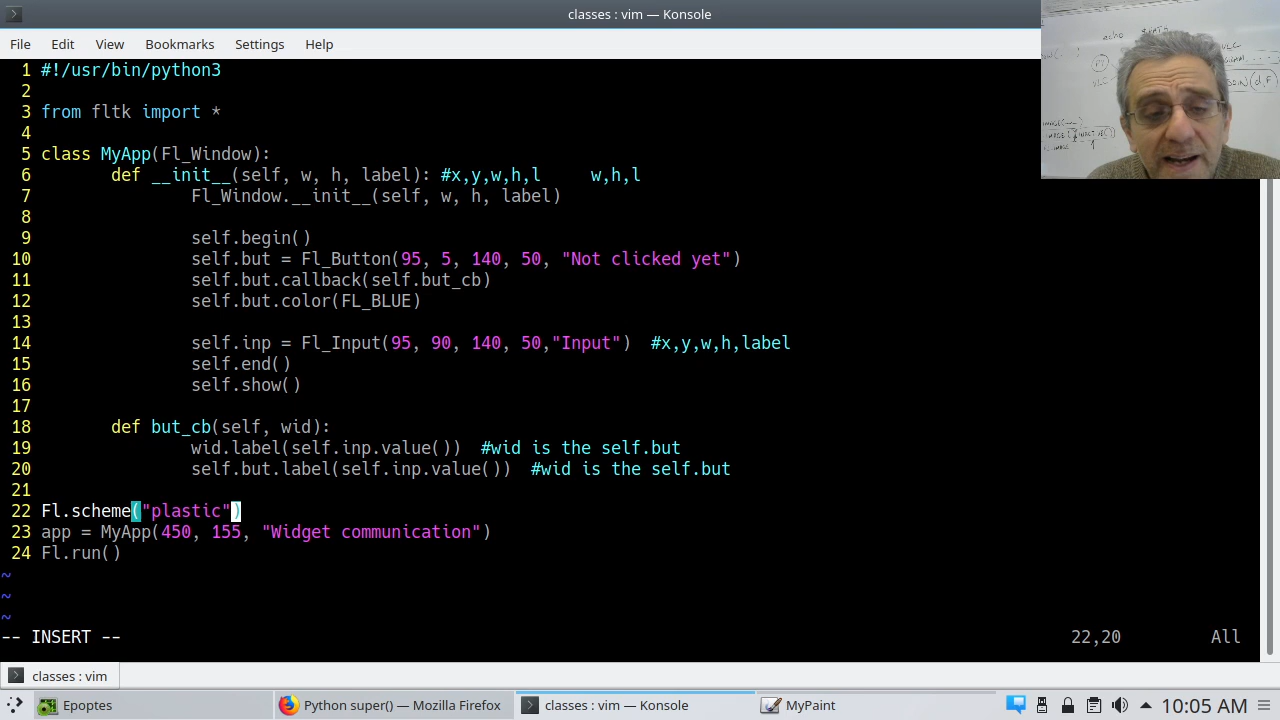 classes : vim — Konsole
File Edit View Bookmarks Settings Help
1 #!/usr/bin/python3
2
3 from fltk import *
4
5 class MyApp(Fl_Window):
6 def __init__(self, w, h, label): #x,y,w,h,l w,h,l
7 Fl_Window.__init__(self, w, h, label)
8
9 self.begin()
10 self.but = Fl_Button(95, 5, 140, 50, "Not clicked yet")
11 self.but.callback(self.but_cb)
12 self.but.color(FL_BLUE)
13
14 self.inp = Fl_Input(95, 90, 140, 50,"Input") #x,y,w,h,label
15 self.end()
16 self.show()
17
18 def but_cb(self, wid):
19 wid.label(self.inp.value()) #wid is the self.but
20 self.but.label(self.inp.value()) #wid is the self.but
21
22 Fl.scheme("plastic")
23 app = MyApp(450, 155, "Widget communication")
24 Fl.run()
~
~
~
-- INSERT -- 22,20 All
classes : vim
Epoptes Python super() — Mozilla Firefox classes : vim — Konsole MyPaint 10:05 AM
echo